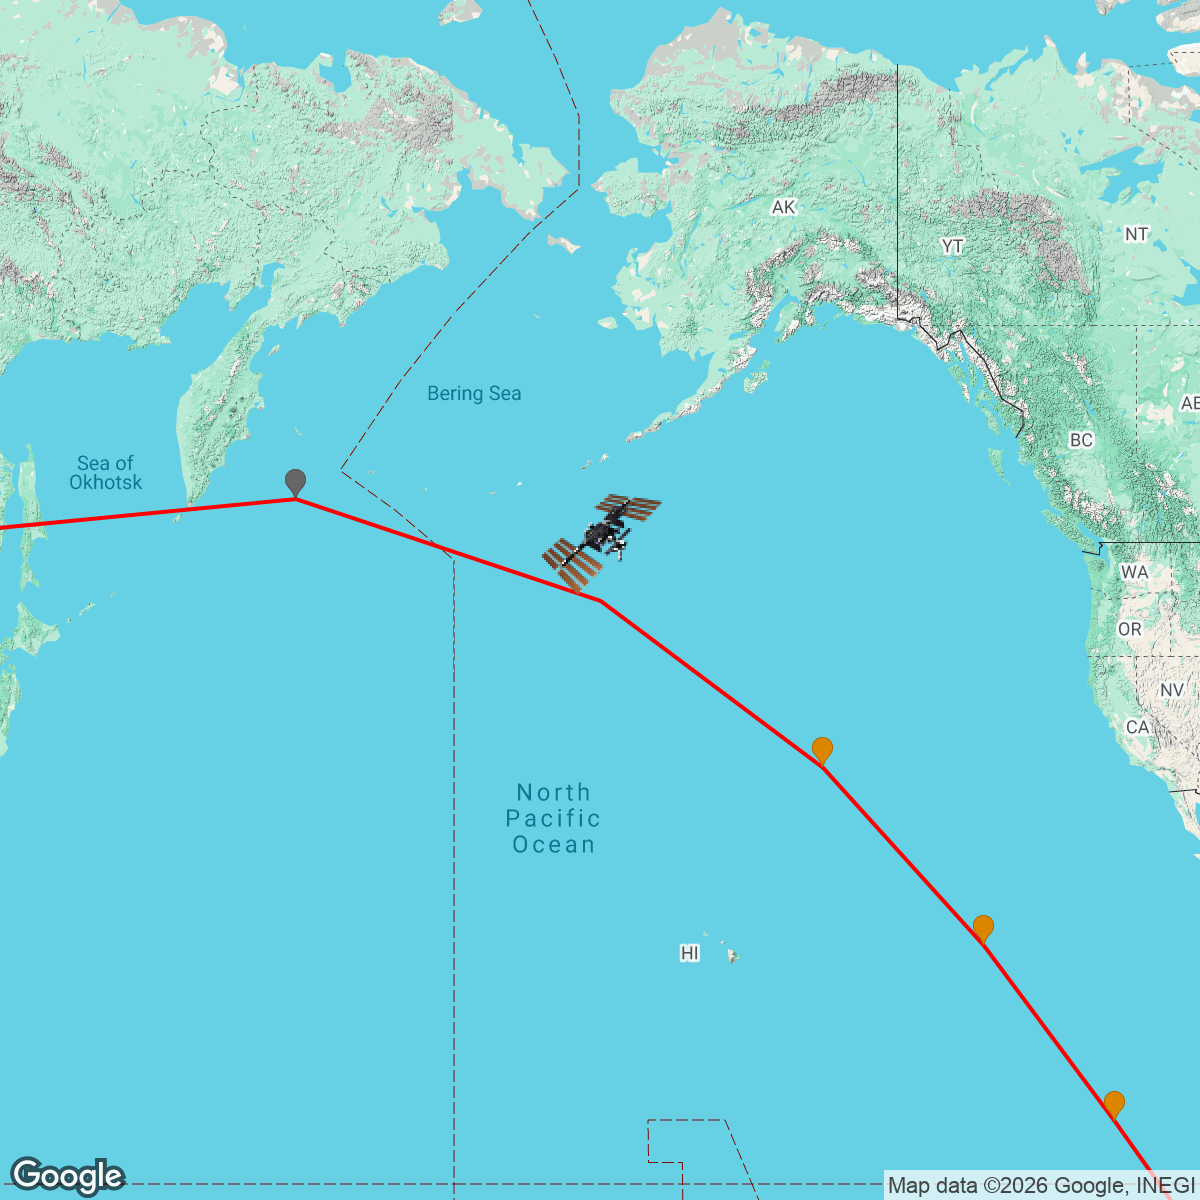 AK
YT
NT
Bering Sea
AB
BC
Sea of
Okhotsk
WA
OR
NV
CA
North
Pacific
Ocean
HI
Google
Map data ©2026 Google, INEGI